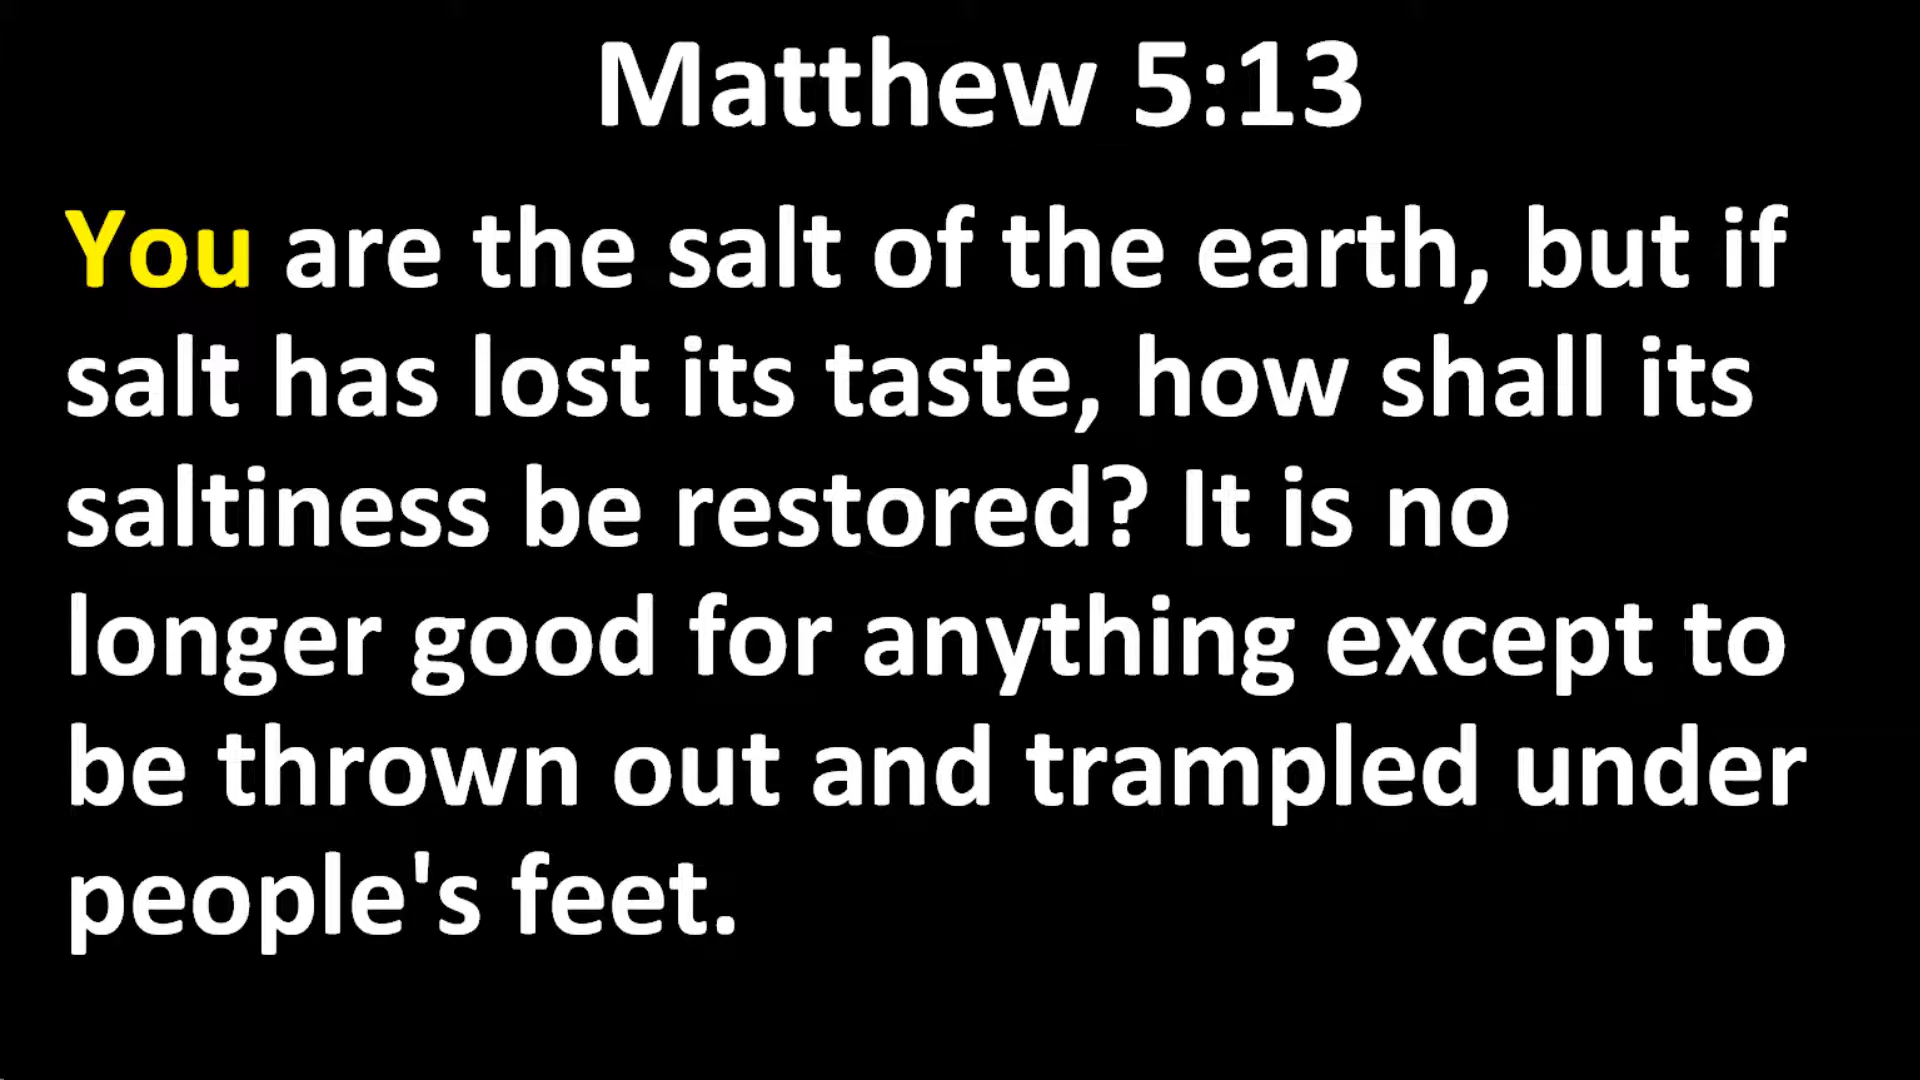 Matthew 5:13
You are the salt of the earth, but if
salt has lost its taste, how shall its
saltiness be restored? It is no
longer good for anything except to
be thrown out and trampled under
people's feet.